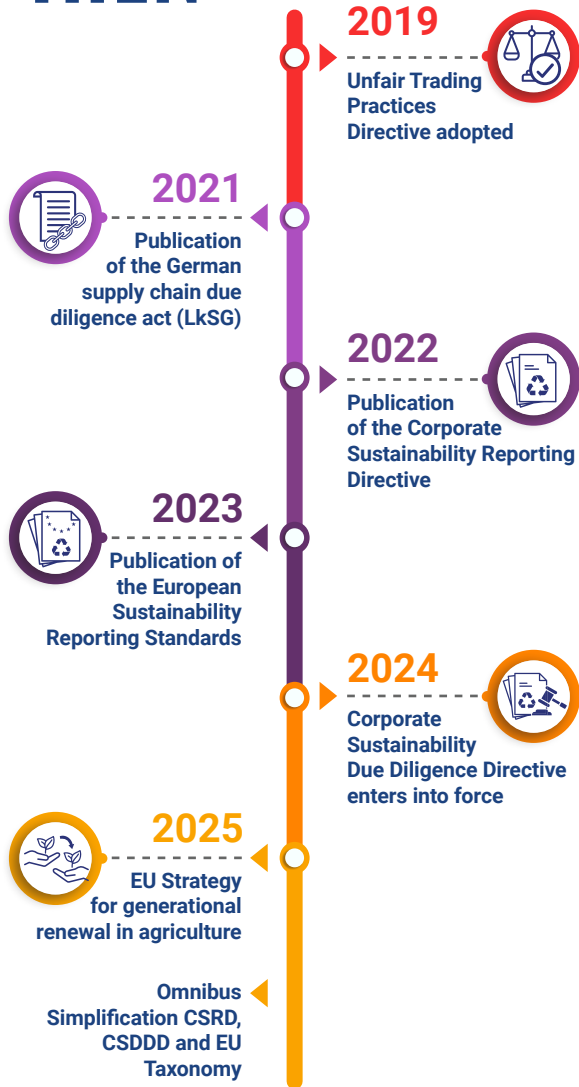 2019
Unfair Trading
Practices
Directive adopted
2021
Publication
of the German
supply chain due
diligence act (LkSG)
2022
Publication
of the Corporate
Sustainability Reporting
Directive
2023
Publication of
the European
Sustainability
Reporting Standards
2024
Corporate
Sustainability
Due Diligence Directive
enters into force
2025
EU Strategy
for generational
renewal in agriculture
Omnibus
Simplification CSRD,
CSDDD and EU
Taxonomy